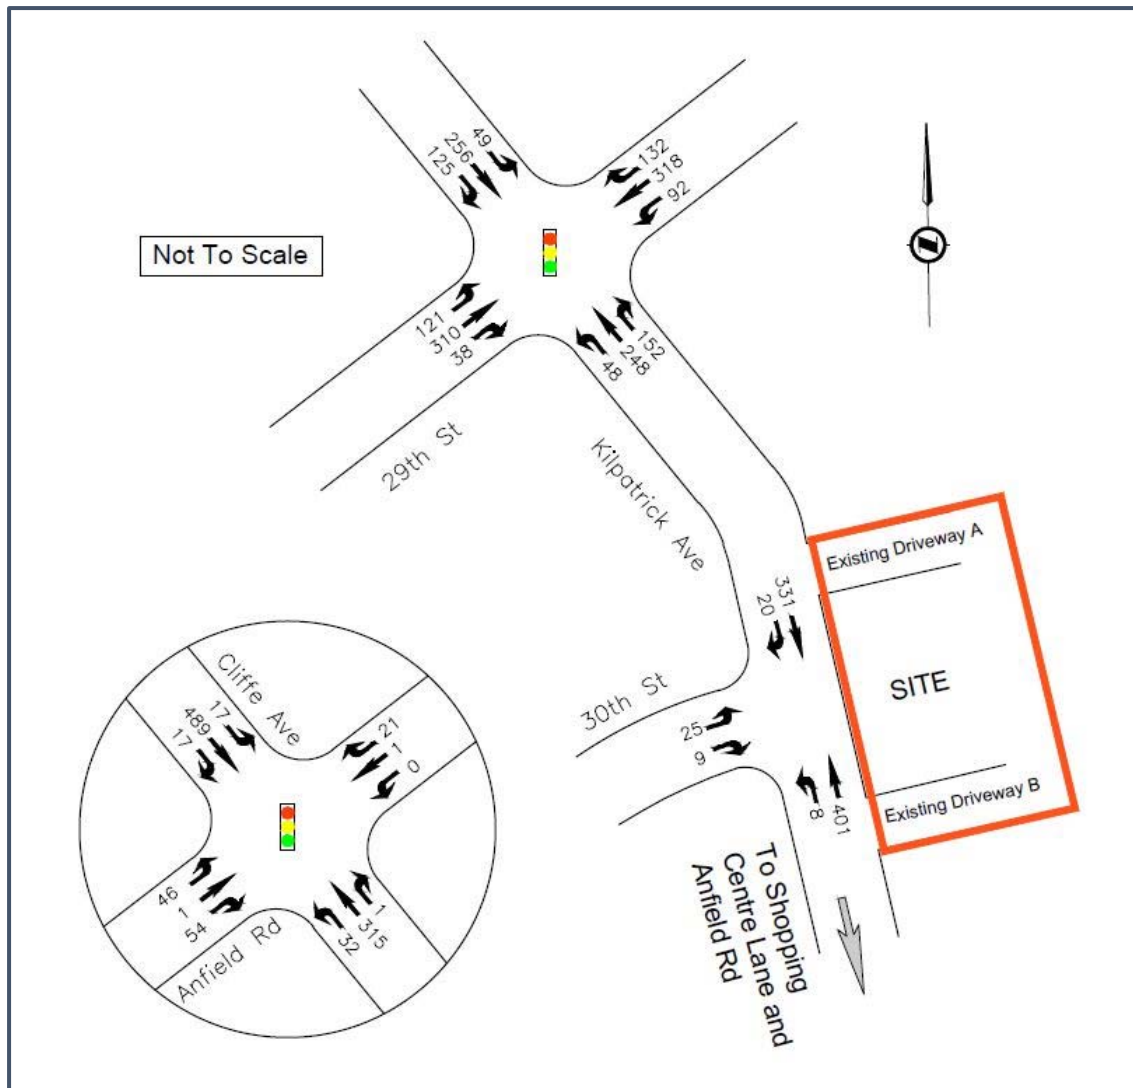 49
256
125
132
318
92
Not To Scale
121
310
38
152
248
48
29th St
Kilpatrick Ave
Existing Driveway A
331
20
SITE
30th St
25
9
Existing Driveway B
401
8
To Shopping
Centre Lane and
Anfield Rd
Cliffe Ave
17
489
17
21
1
0
46
1
54
1
315
32
Anfield Rd